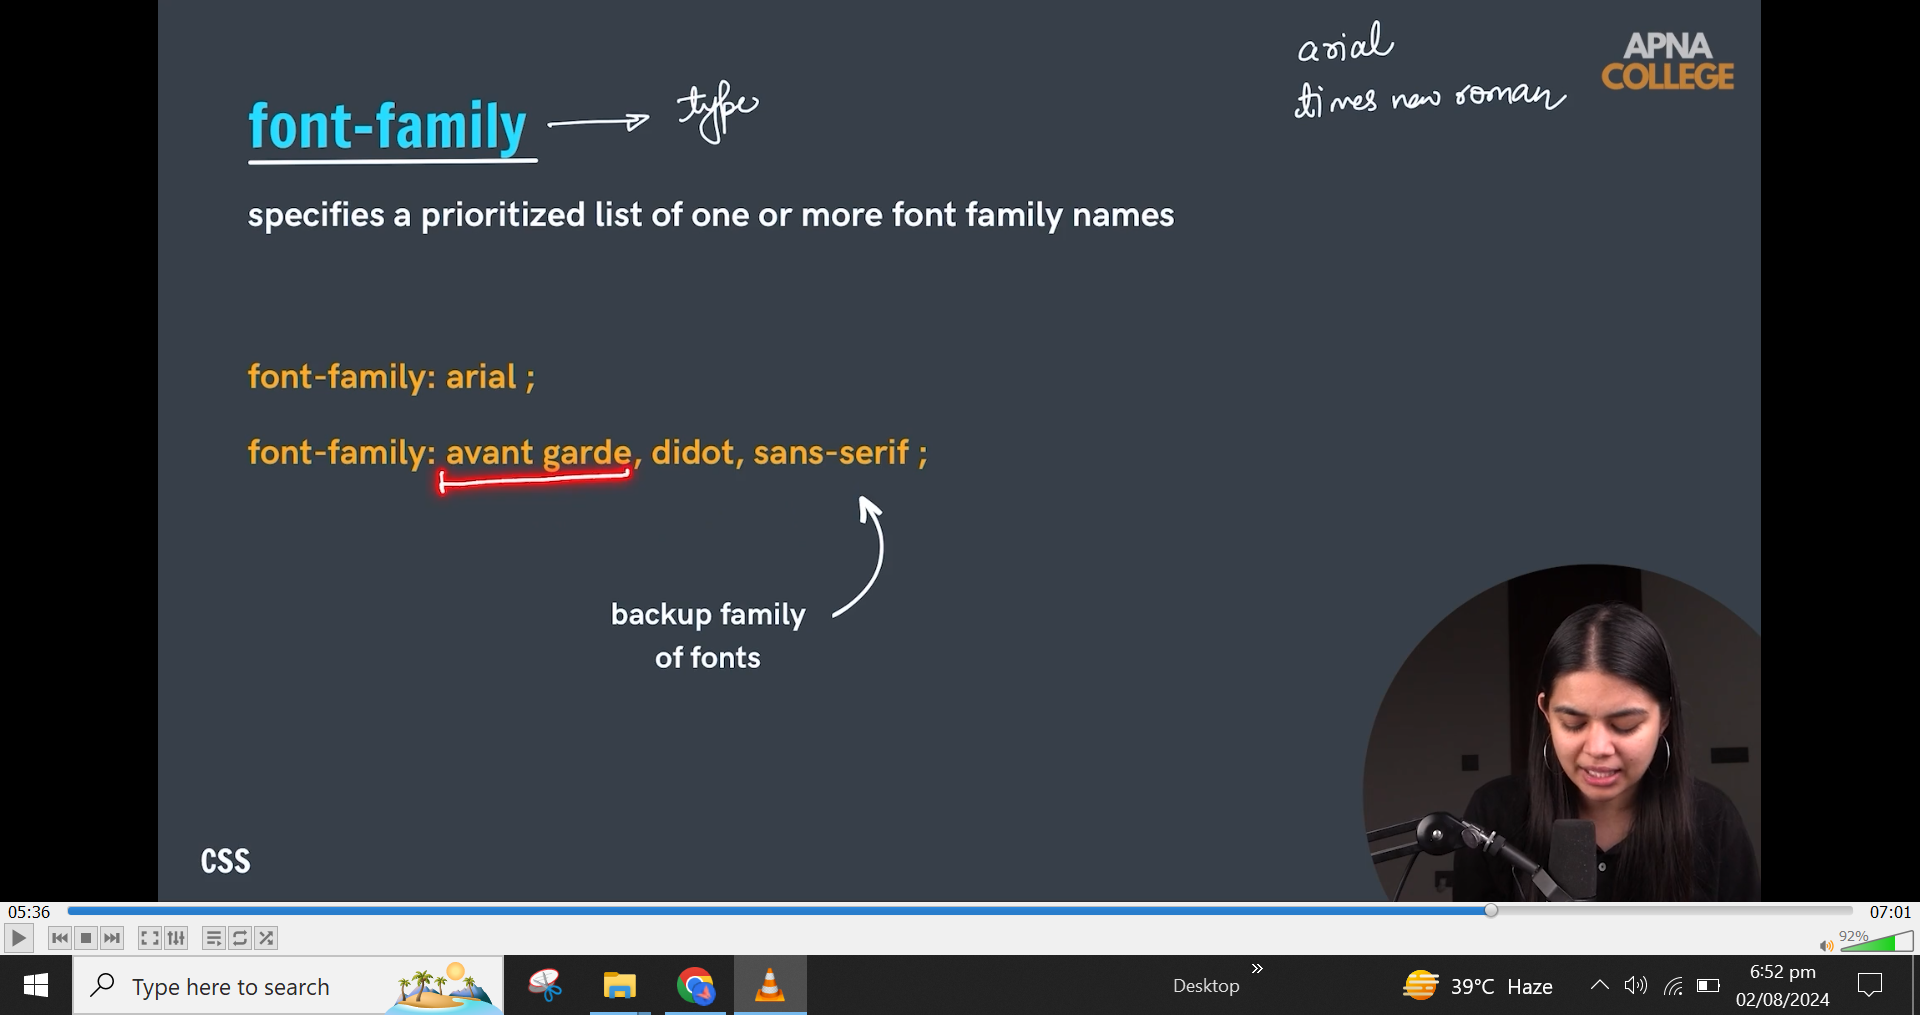 arial
times new roman
APNA
COLLEGE
font-family
type
specifies a prioritized list of one or more font family names
font-family: arial ;
font-family: avant garde, didot, sans-serif ;
backup family
of fonts
CSS
05:36
07:01
92%
Type here to search
Desktop
39°C Haze
6:52 pm
02/08/2024